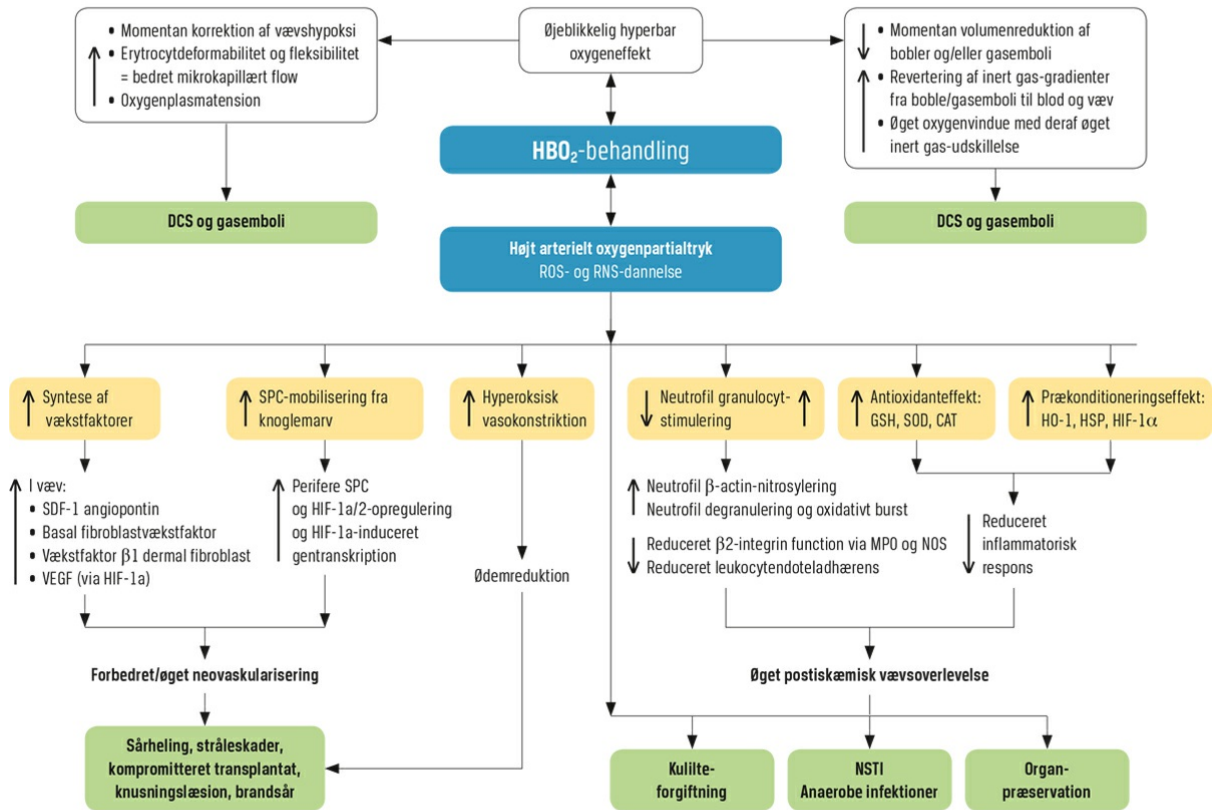 • Momentan korrektion af vævshypoksi
• Erytrocytdeformabilitet og fleksibilitet
= bedret mikrokapillært flow
• Oxygenplasmatension
Øjeblikkelig hyperbar
oxygeneffekt
• Momentan volumenreduktion af
bobler og/eller gasemboli
• Revertering af inert gas-gradienter
fra boble/gasemboli til blod og væv
• Øget oxygenvindue med deraf øget
inert gas-udskillelse
HBO₂-behandling
DCS og gasemboli
DCS og gasemboli
Højt arterielt oxygenpartialtryk
ROS- og RNS-dannelse
Syntese af
vækstfaktorer
SPC-mobilisering fra
knoglemarv
Hyperoksisk
vasokonstriktion
Neutrofil granulocyt-
stimulering
Antioxidanteffekt:
GSH, SOD, CAT
Prækonditioneringseffekt:
HO-1, HSP, HIF-1α
I væv:
• SDF-1 angiopontin
• Basal fibroblastvækstfaktor
• Vækstfaktor β1 dermal fibroblast
• VEGF (via HIF-1a)
Perifere SPC
og HIF-1a/2-opregulering
og HIF-1a-induceret
gentranskription
Ødemreduktion
Neutrofil β-actin-nitrosylering
Neutrofil degranulering og oxidativt burst
Reduceret β2-integrin function via MPO og NOS
Reduceret leukocytendoteladhærens
Reduceret
inflammatorisk
respons
Forbedret/øget neovaskularisering
Øget postiskæmisk vævsoverlevelse
Sårheling, stråleskader,
kompromitteret transplantat,
knusningslæsion, brandsår
Kulilte-
forgiftning
NSTI
Anaerobe infektioner
Organ-
præservation